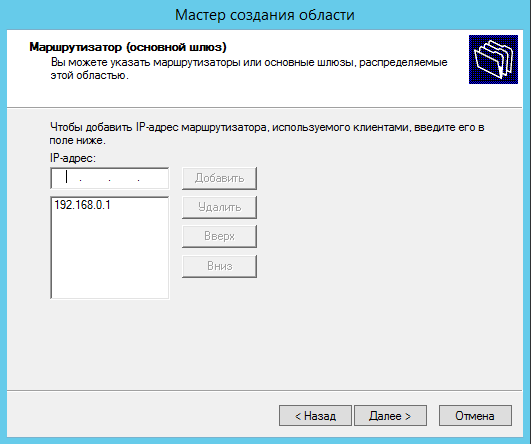 Мастер создания области
Маршрутизатор (основной шлюз)
Вы можете указать маршрутизаторы или основные шлюзы, распределяемые
этой областью.
Чтобы добавить IP-адрес маршрутизатора, используемого клиентами, введите его в
поле ниже.
IP-адрес:
. . .
Добавить
192.168.0.1
Удалить
Вверх
Вниз
< Назад
Далее >
Отмена